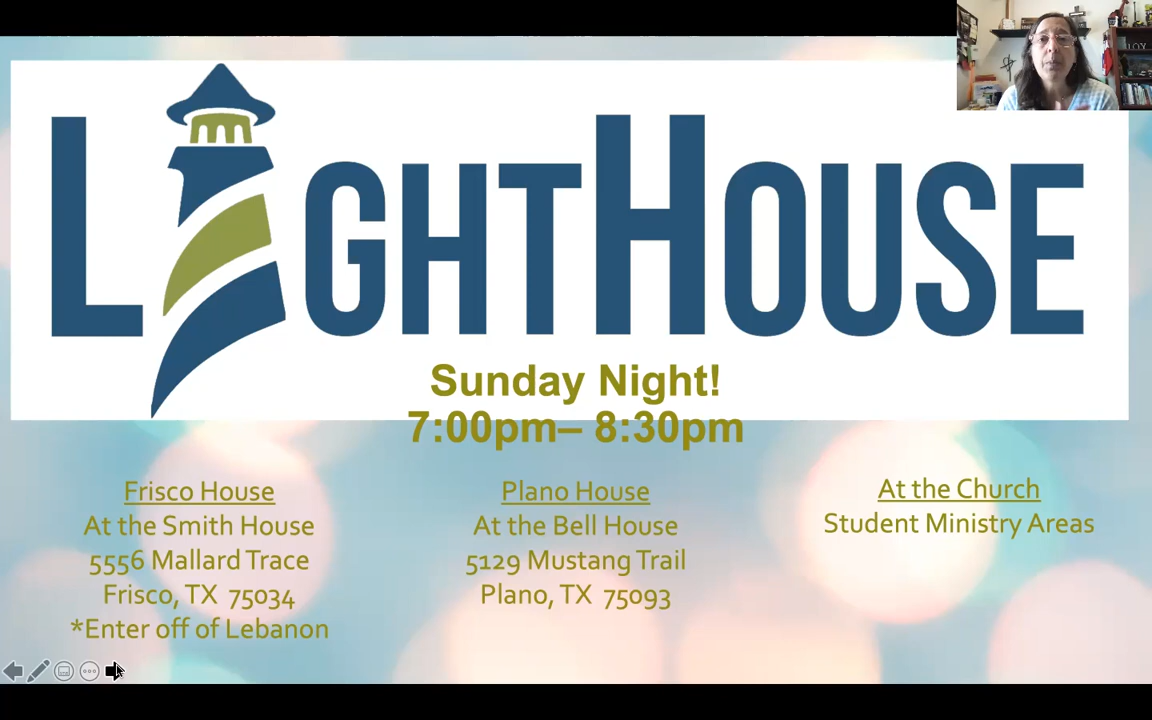 LIGHTHOUSE
Sunday Night!
7:00pm– 8:30pm
Frisco House
At the Smith House
5556 Mallard Trace
Frisco, TX 75034
*Enter off of Lebanon
Plano House
At the Bell House
5129 Mustang Trail
Plano, TX 75093
At the Church
Student Ministry Areas